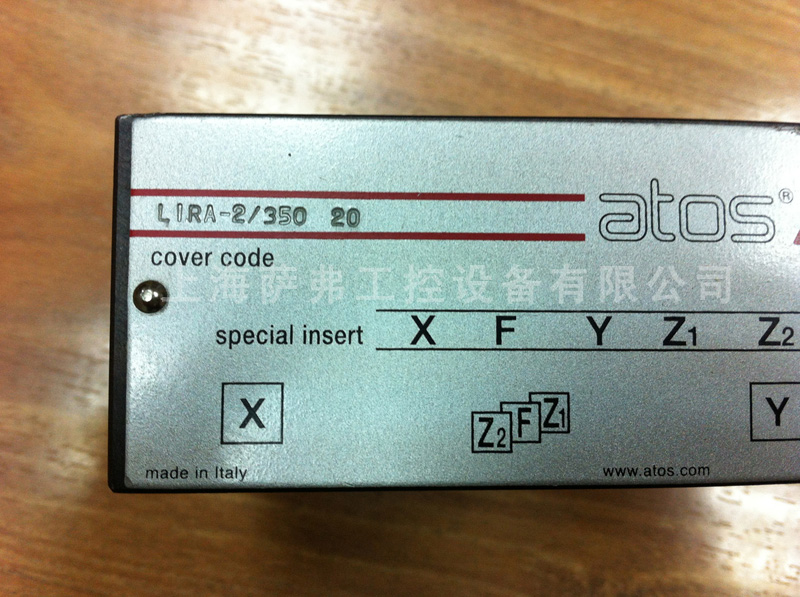 LIRA-2/350 20
atos®
cover code
上海萨弗工控设备有限公司
special insert X F Y Z1 Z2
X Z2 F Z1 Y
made in Italy www.atos.com